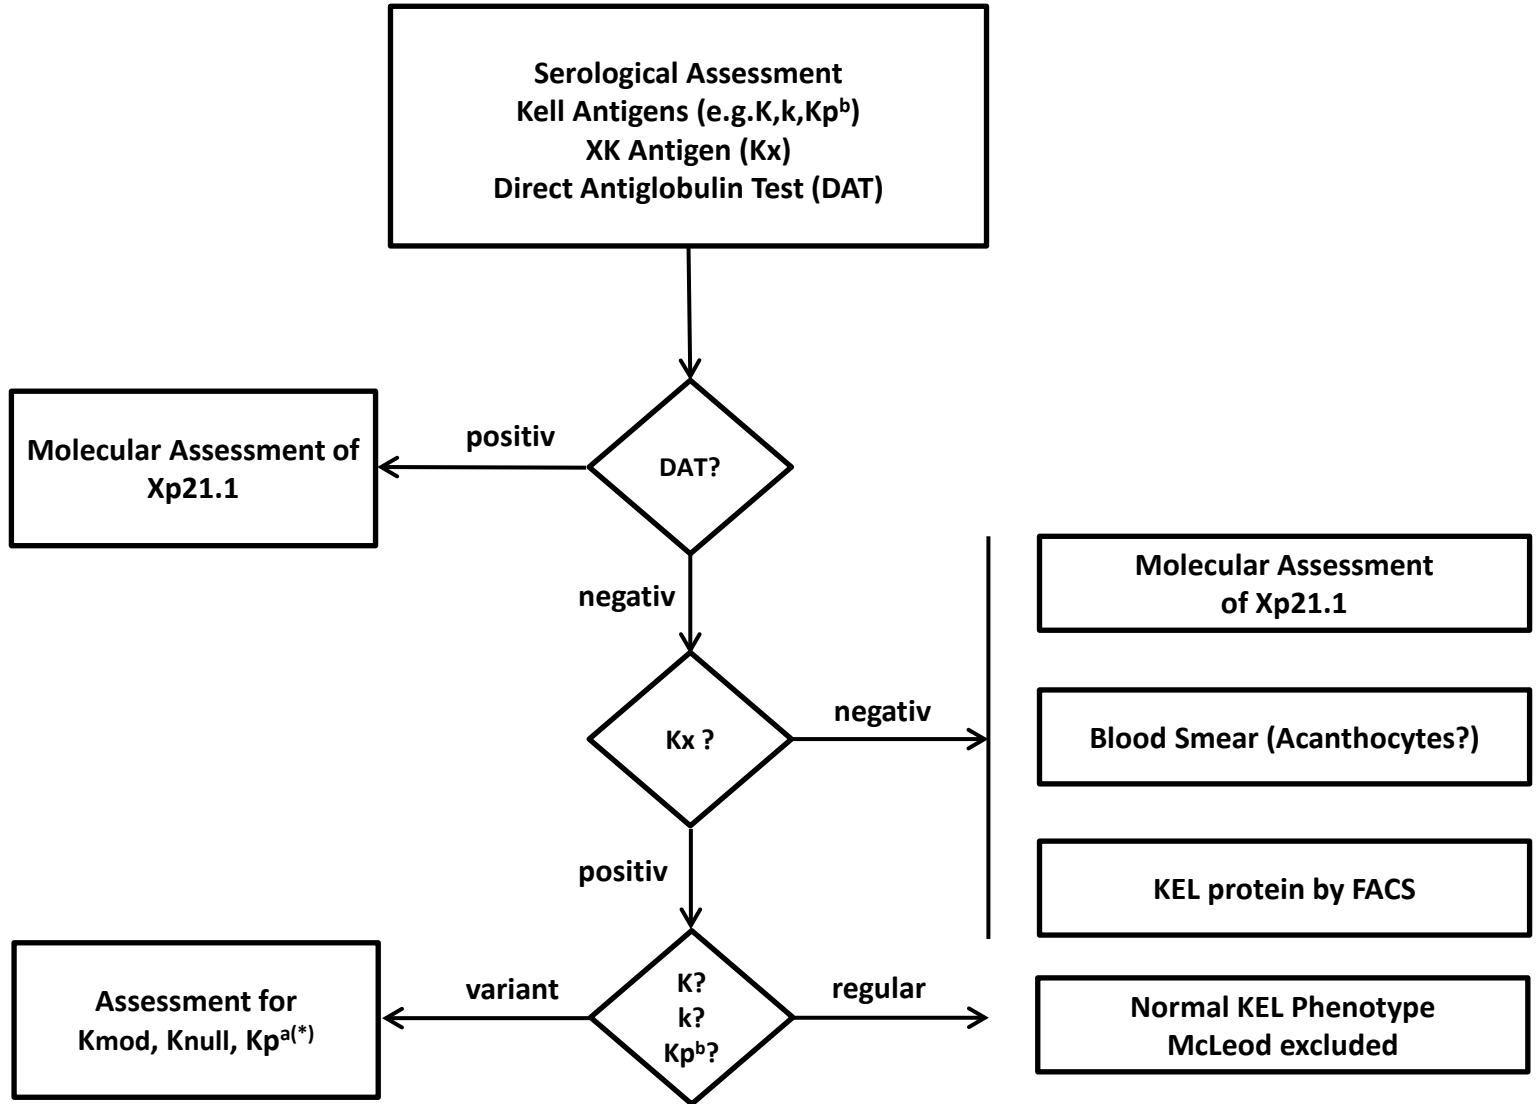 Serological Assessment
Kell Antigens (e.g.K,k,Kpᵇ)
XK Antigen (Kx)
Direct Antiglobulin Test (DAT)
positiv
Molecular Assessment of
Xp21.1
DAT?
negativ
Molecular Assessment
of Xp21.1
Kx ?
negativ
Blood Smear (Acanthocytes?)
positiv
KEL protein by FACS
Assessment for
Kmod, Knull, Kpᵃ⁽*⁾
variant
K?
k?
Kpᵇ?
regular
Normal KEL Phenotype
McLeod excluded